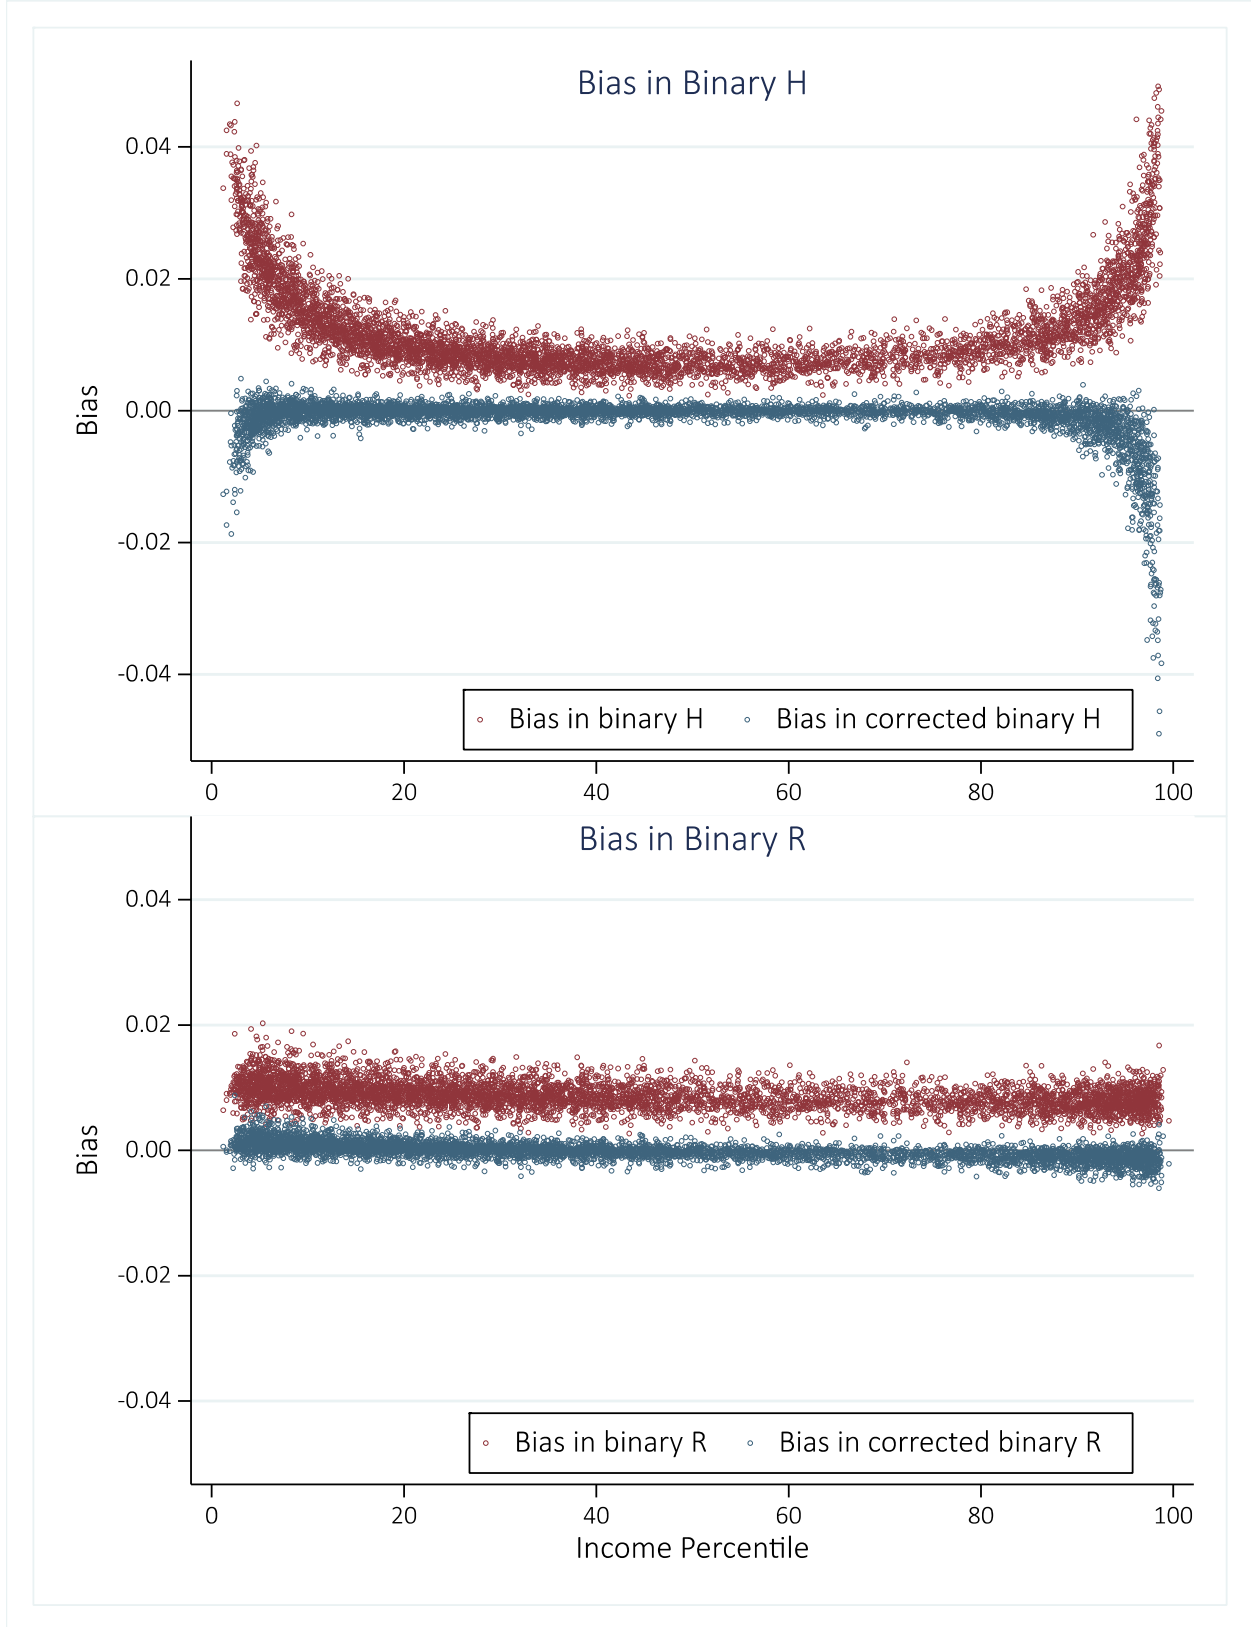 Bias in Binary H
0.04
0.02
0.00
-0.02
-0.04
Bias
Bias in binary H Bias in corrected binary H
0 20 40 60 80 100
Bias in Binary R
0.04
0.02
0.00
-0.02
-0.04
Bias
Bias in binary R Bias in corrected binary R
0 20 40 60 80 100
Income Percentile